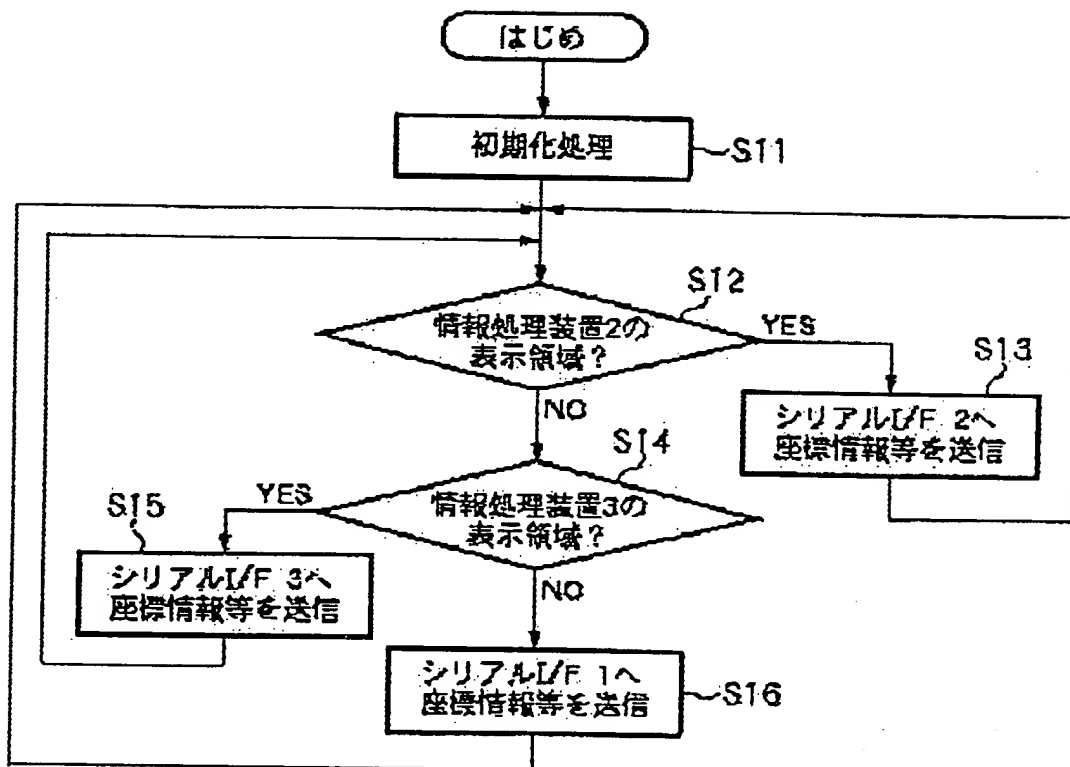 はじめ
初期化処理
S11
S12
情報処理装置2の
表示領域?
YES
S13
シリアルI/F 2へ
座標情報等を送信
NO
S14
情報処理装置3の
表示領域?
YES
S15
シリアルI/F 3へ
座標情報等を送信
NO
シリアルI/F 1へ
座標情報等を送信
S16